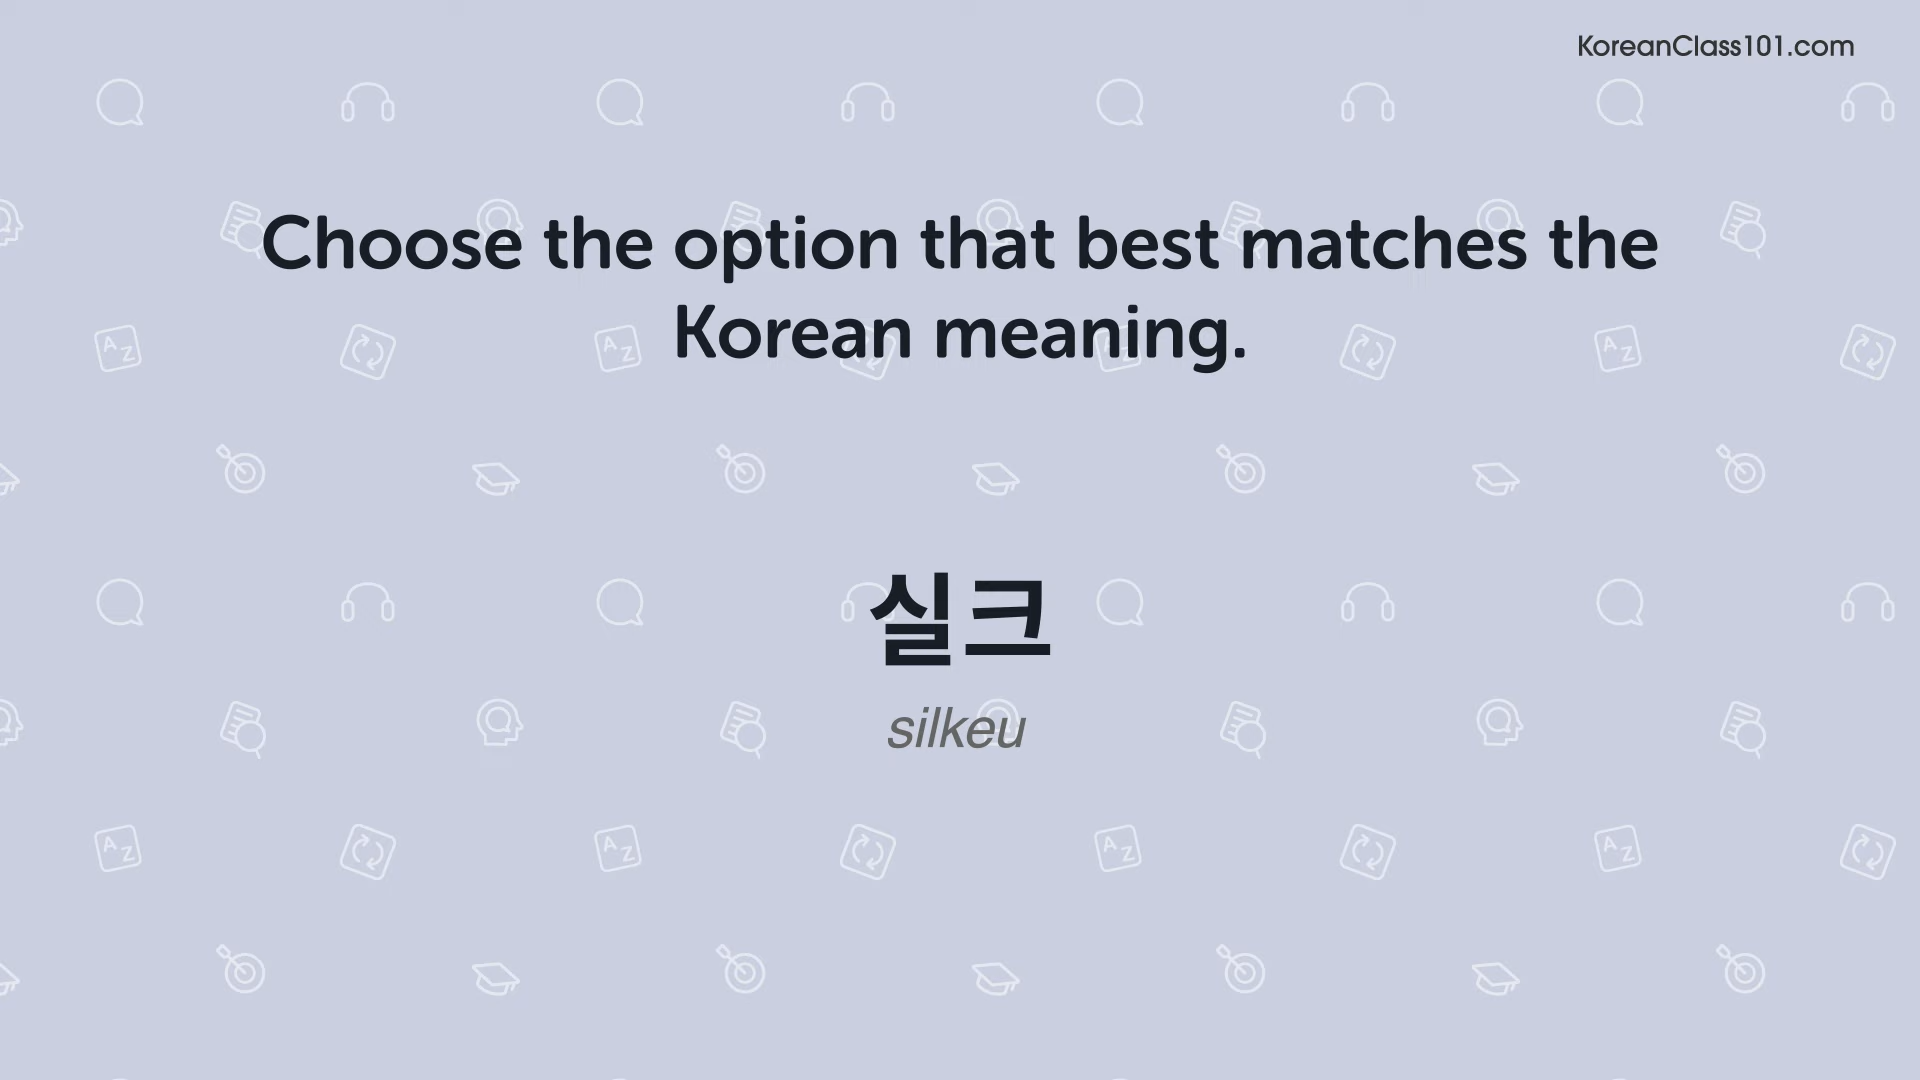 KoreanClass101.com
Choose the option that best matches the
Korean meaning.
실크
silkeu